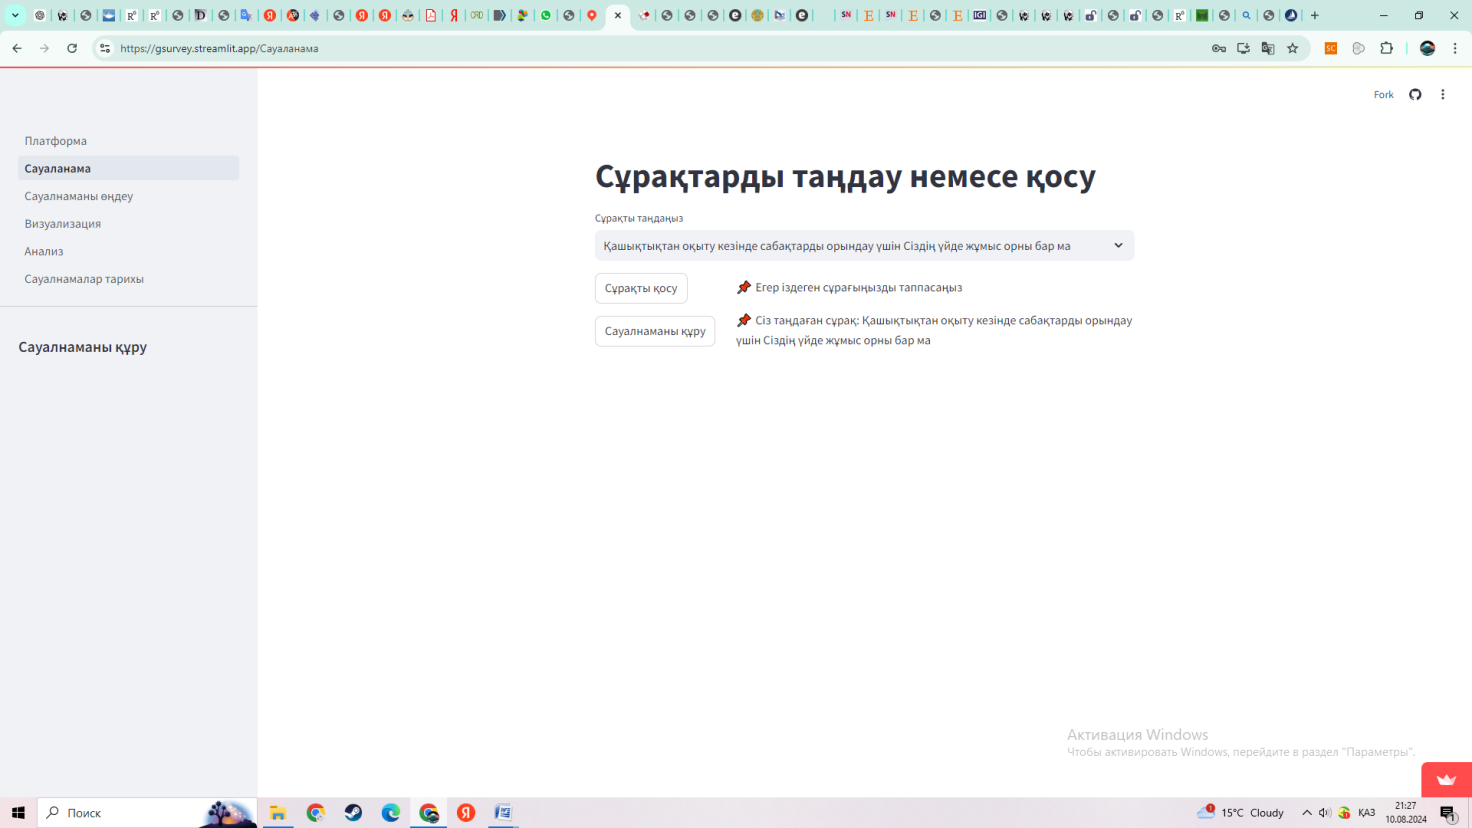 https://gsurvey.streamlit.app/Сауаланама
Fork
Платформа
Сауаланама
Сауалнаманы өңдеу
Визуализация
Анализ
Сауалнамалар тарихы
Сауалнаманы құру
Сұрақтарды таңдау немесе қосу
Сұрақты таңдаңыз
Қашықтықтан оқыту кезінде сабақтарды орындау үшін Сіздің үйде жұмыс орны бар ма
Сұрақты қосу
📌 Егер іздеген сұрағыңызды таппасаңыз
Сауалнаманы құру
📌 Сіз таңдаған сұрақ: Қашықтықтан оқыту кезінде сабақтарды орындау
үшін Сіздің үйде жұмыс орны бар ма
Активация Windows
Чтобы активировать Windows, перейдите в раздел "Параметры".
Поиск
15°C Cloudy
ҚАЗ
21:27
10.08.2024